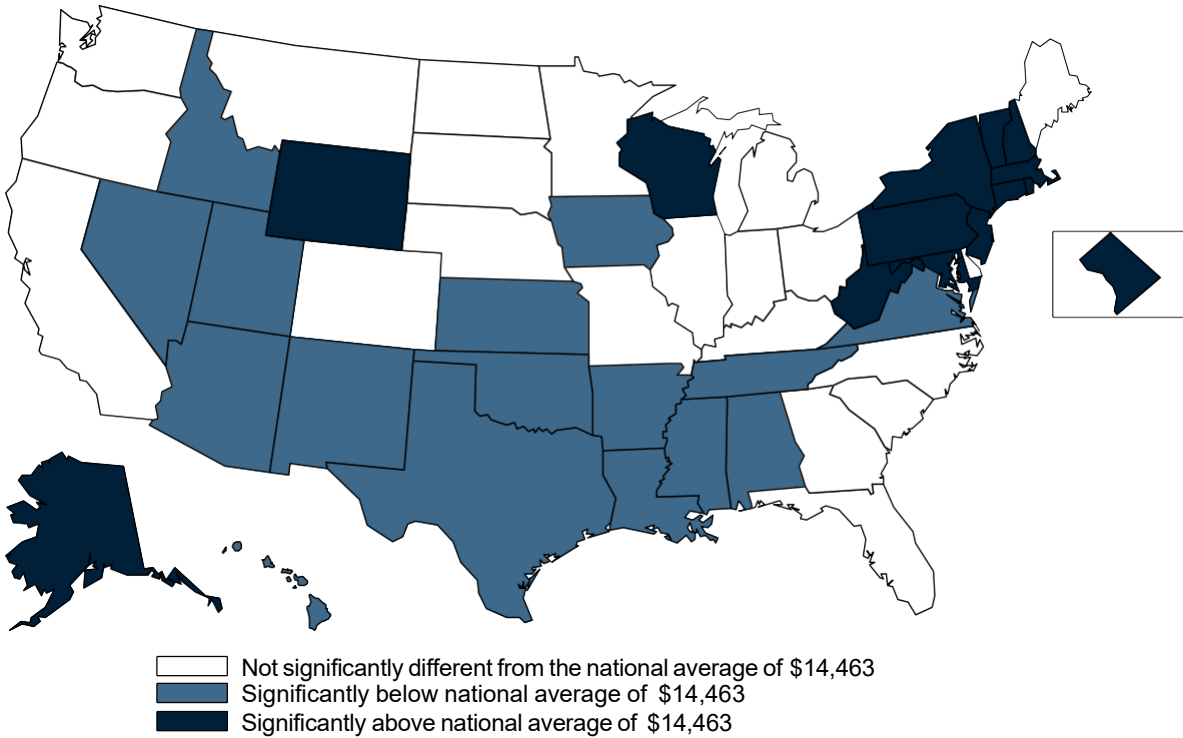 Not significantly different from the national average of $14,463
Significantly below national average of $14,463
Significantly above national average of $14,463